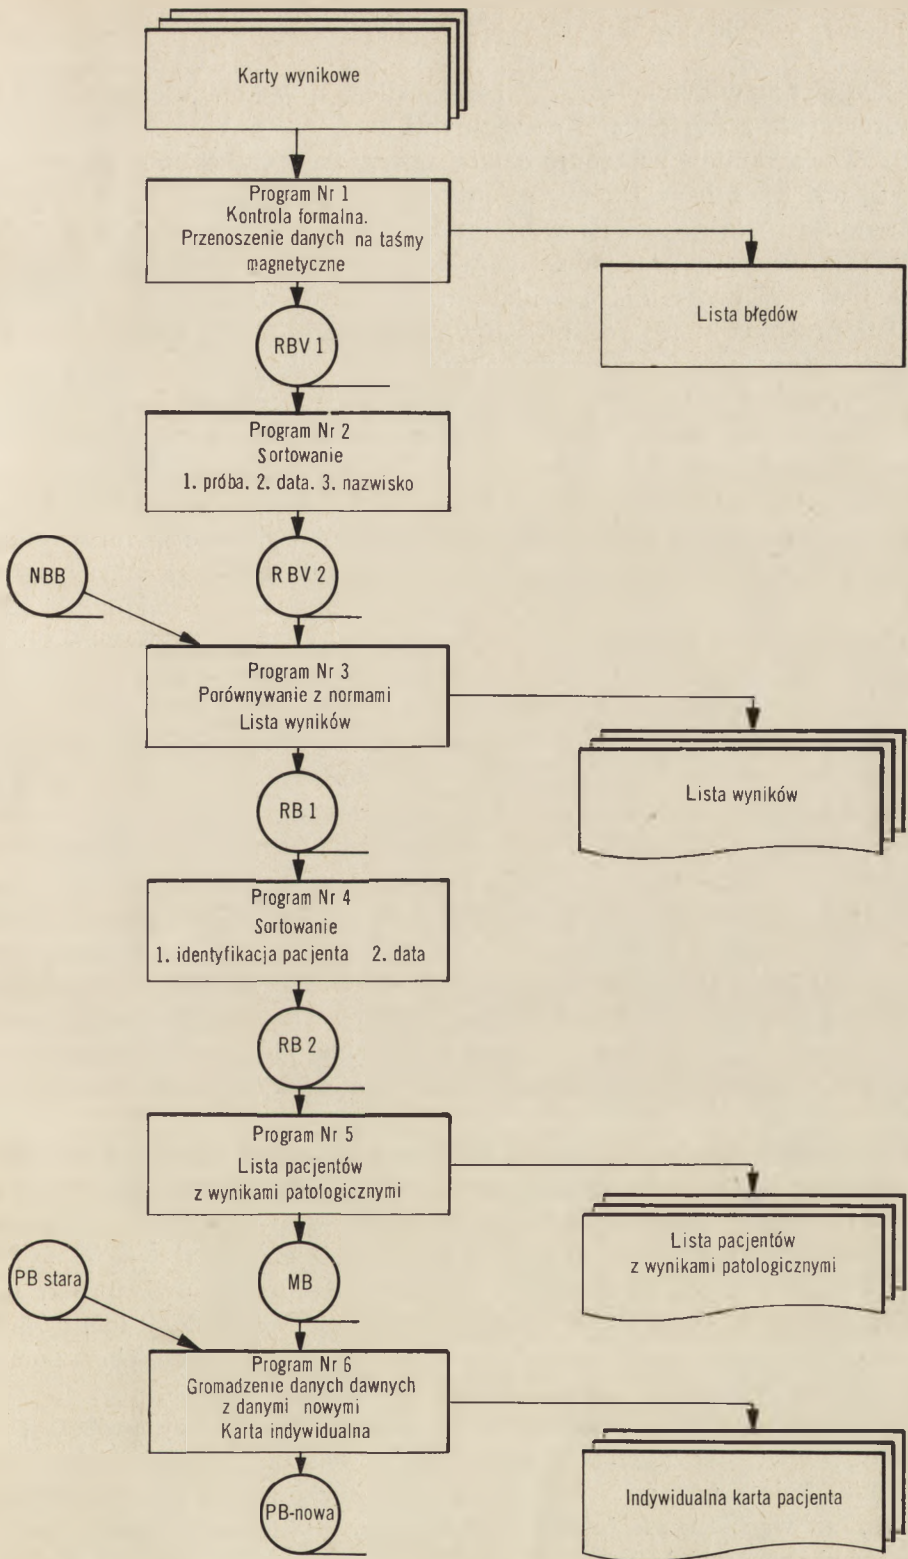 Karty wynikowe
Program Nr 1
Kontrola formalna.
Przenoszenie danych na taśmy
magnetyczne
Lista błędów
RBV 1
Program Nr 2
Sortowanie
1. próba. 2. data. 3. nazwisko
NBB
RBV 2
Program Nr 3
Porównywanie z normami
Lista wyników
Lista wyników
RB 1
Program Nr 4
Sortowanie
1. identyfikacja pacjenta 2. data
RB 2
Program Nr 5
Lista pacjentów
z wynikami patologicznymi
Lista pacjentów
z wynikami patologicznymi
PB stara
MB
Program Nr 6
Gromadzenie danych dawnych
z danymi nowymi
Karta indywidualna
Indywidualna karta pacjenta
PB-nowa